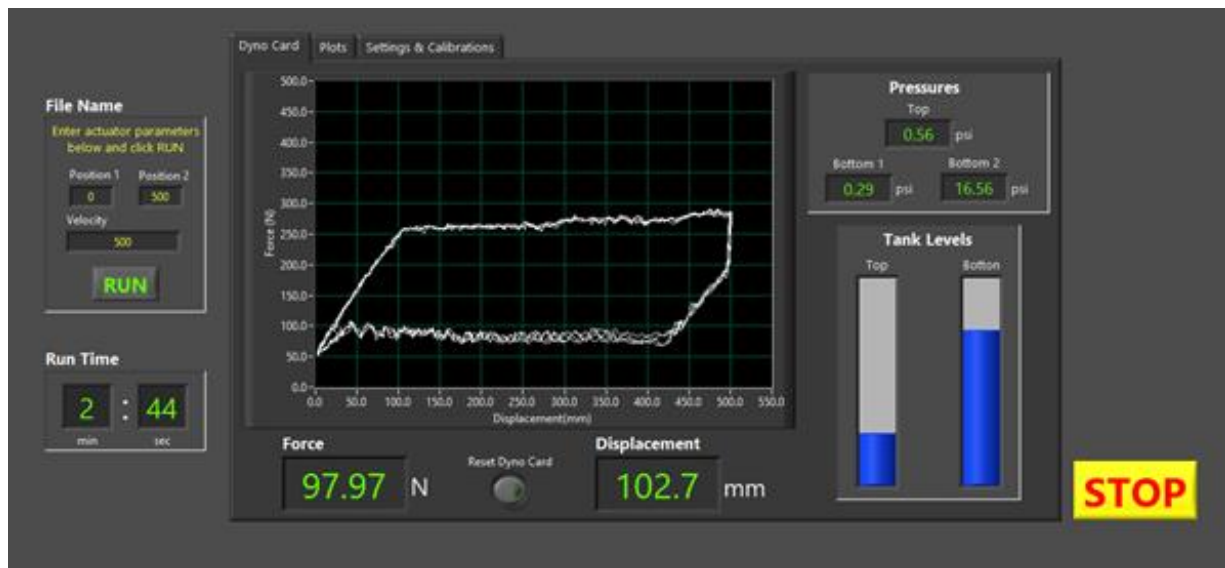 Dyno Card Plots Settings & Calibrations
File Name
Enter actuator parameters
below and click RUN
Position 1 Position 2
0 500
Velocity
500
RUN
Run Time
2 : 44
min sec
500.0
450.0
400.0
350.0
300.0
250.0
200.0
150.0
100.0
50.0
0.0
Force (N)
0.0 50.0 100.0 150.0 200.0 250.0 300.0 350.0 400.0 450.0 500.0 550.0
Displacement(mm)
Force
97.97 N
Reset Dyno Card
Displacement
102.7 mm
Pressures
Top
0.56 psi
Bottom 1 Bottom 2
0.29 psi 16.56 psi
Tank Levels
Top Botton
STOP